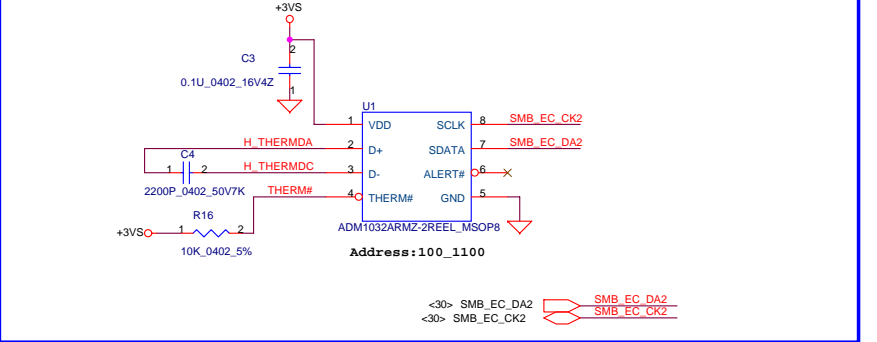 +3VS
C3
2
0.1U_0402_16V4Z
1
U1
1 VDD SCLK 8 SMB_EC_CK2
H_THERMDA 2 D+ SDATA 7 SMB_EC_DA2
C4
1 2 H_THERMDC 3 D- ALERT# 6
2200P_0402_50V7K THERM# 4 THERM# GND 5
R16
+3VS 1 2
ADM1032ARMZ-2REEL_MSOP8
10K_0402_5% Address:100_1100
<30> SMB_EC_DA2 SMB_EC_DA2
<30> SMB_EC_CK2 SMB_EC_CK2